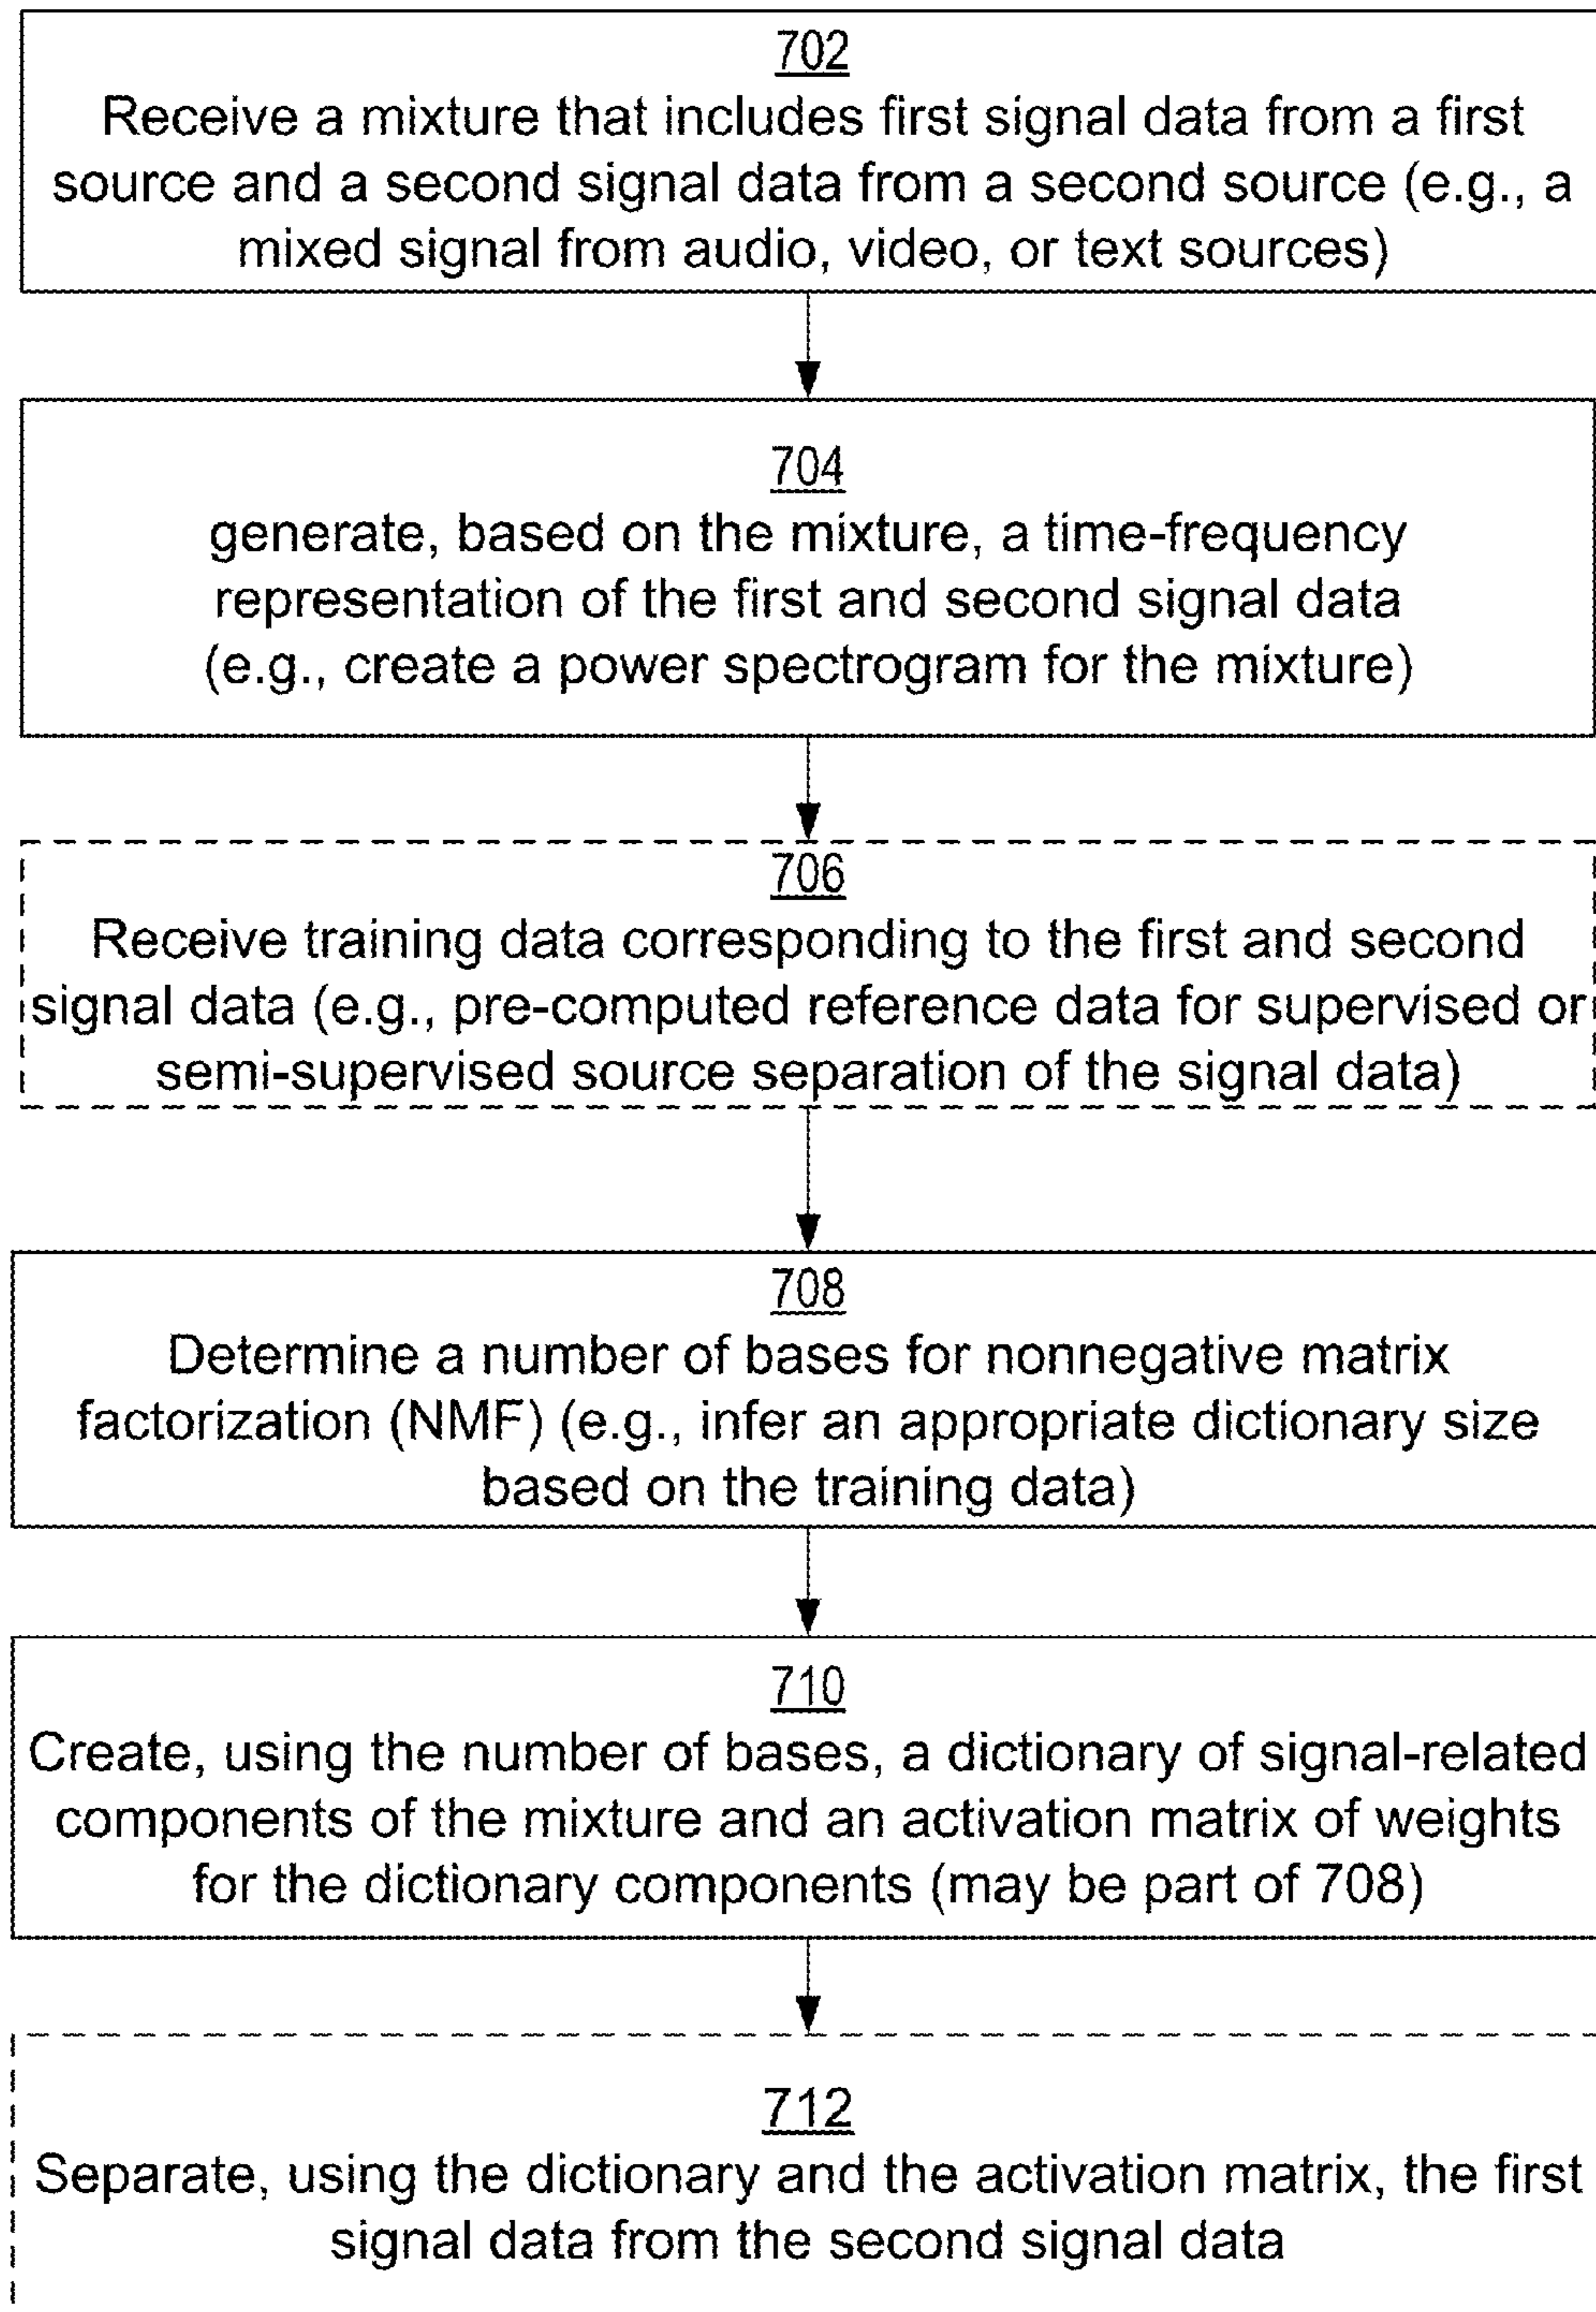 702
Receive a mixture that includes first signal data from a first
source and a second signal data from a second source (e.g., a
mixed signal from audio, video, or text sources)
704
generate, based on the mixture, a time-frequency
representation of the first and second signal data
(e.g., create a power spectrogram for the mixture)
706
Receive training data corresponding to the first and second
signal data (e.g., pre-computed reference data for supervised or
semi-supervised source separation of the signal data)
708
Determine a number of bases for nonnegative matrix
factorization (NMF) (e.g., infer an appropriate dictionary size
based on the training data)
710
Create, using the number of bases, a dictionary of signal-related
components of the mixture and an activation matrix of weights
for the dictionary components (may be part of 708)
712
Separate, using the dictionary and the activation matrix, the first
signal data from the second signal data